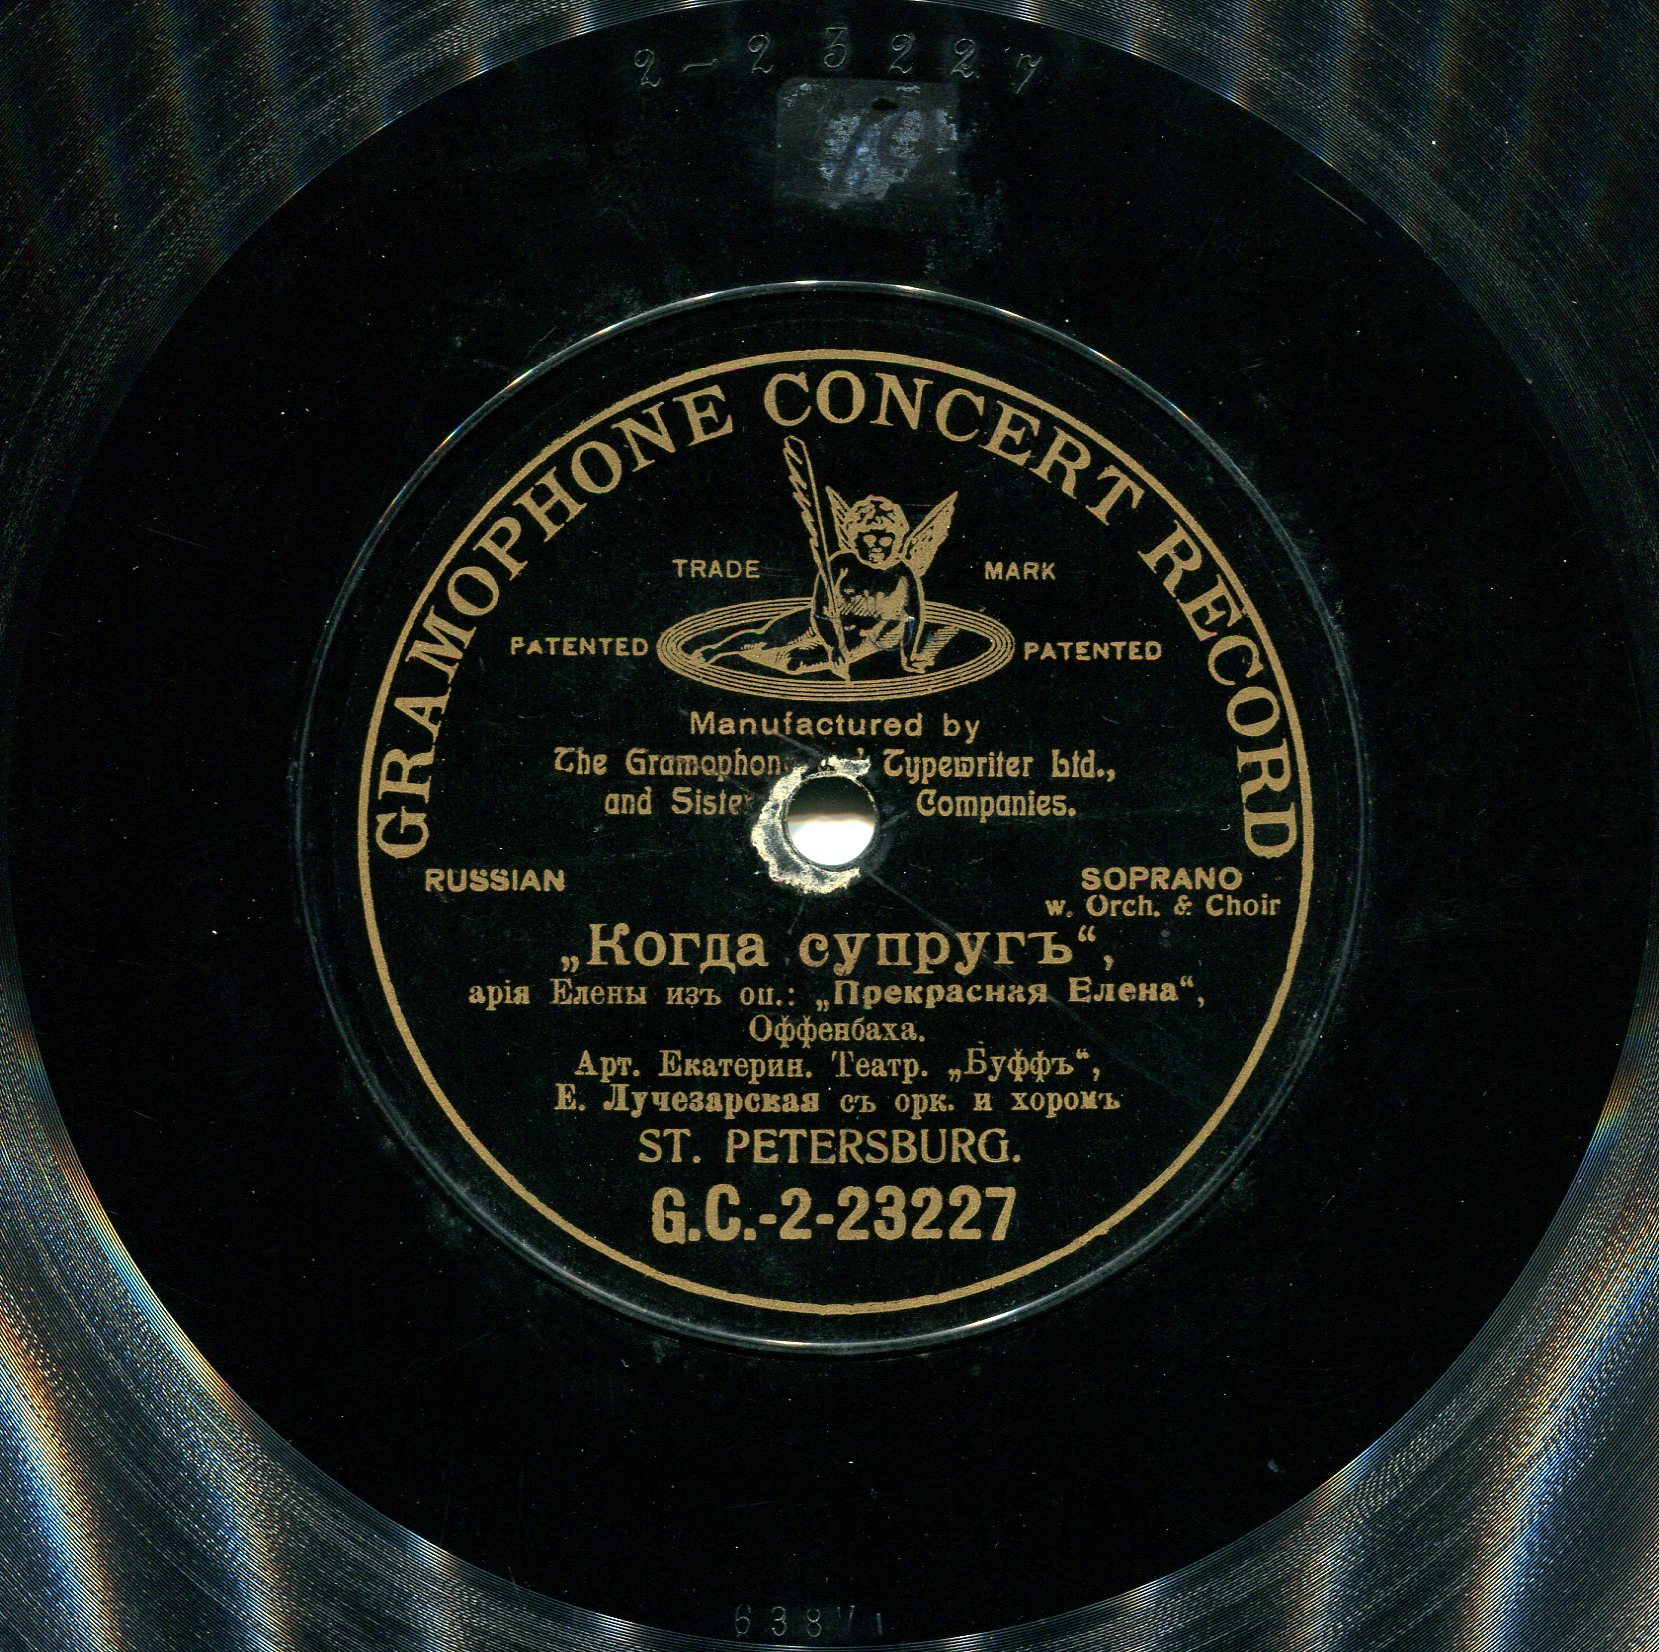 2-23227
GRAMOPHONE CONCERT RECORD
TRADE MARK
PATENTED PATENTED
Manufactured by
The Gramophon Typewriter Ltd.,
and Sister Companies.
RUSSIAN SOPRANO
w. Orch. & Choir
„Когда супругъ“,
арія Елены изъ оп.: „Прекрасная Елена“,
Оффенбаха.
Арт. Екатерин. Театр. „Буффъ“,
Е. Лучезарская съ орк. и хоромъ
ST. PETERSBURG.
G.C.-2-23227